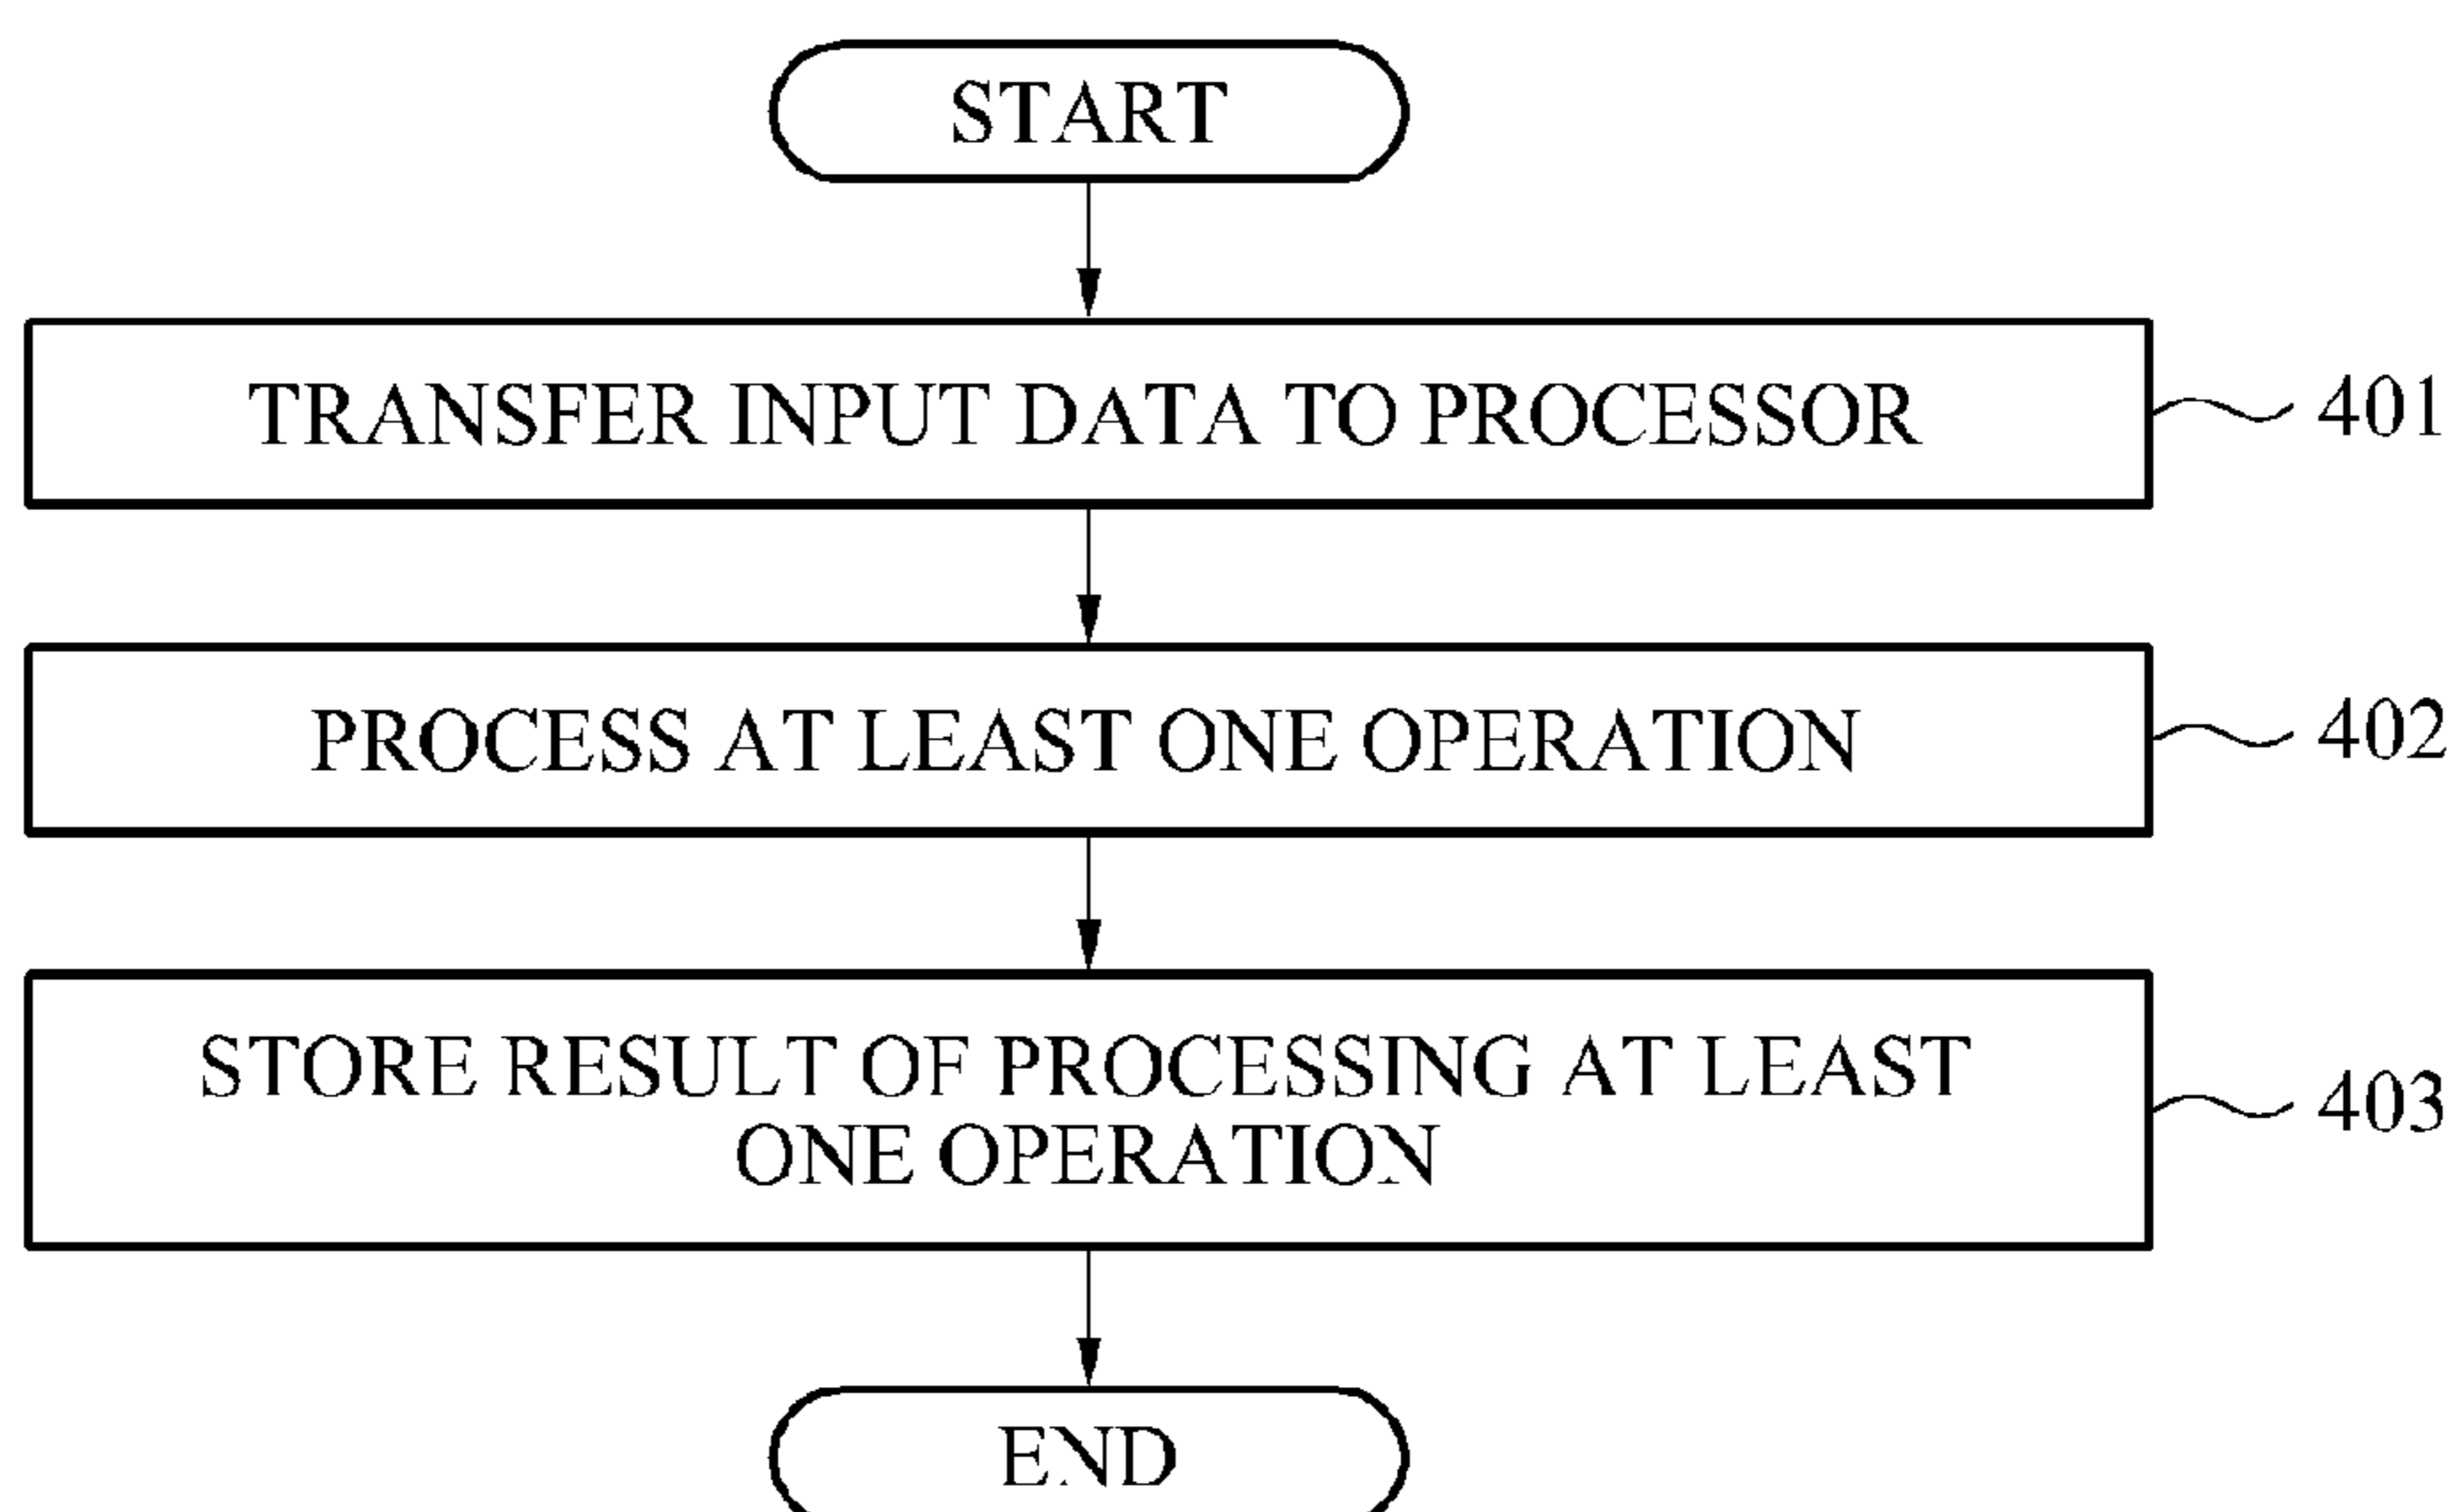 START
TRANSFER INPUT DATA TO PROCESSOR
401
PROCESS AT LEAST ONE OPERATION
402
STORE RESULT OF PROCESSING AT LEAST
ONE OPERATION
403
END